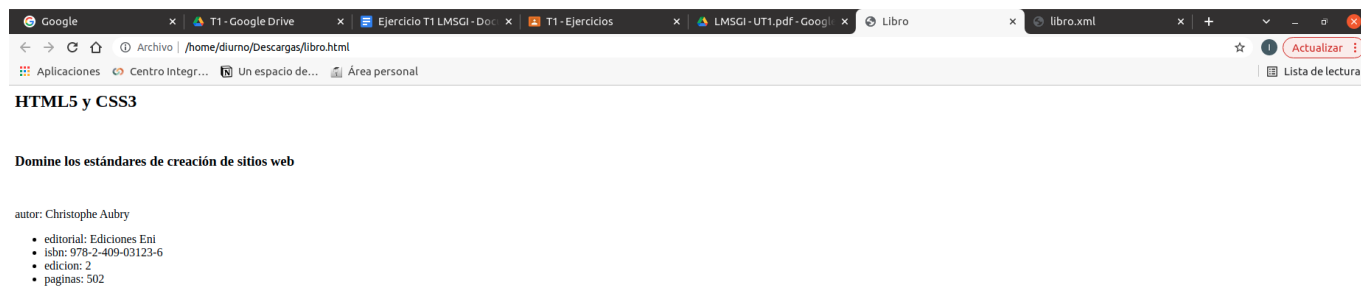 Google
T1 - Google Drive
Ejercicio T1 LMSGI - Doc
T1 - Ejercicios
LMSGI - UT1.pdf - Google
Libro
libro.xml
Archivo | /home/diurno/Descargas/libro.html
I
Actualizar
Aplicaciones
Centro Integr...
Un espacio de...
Área personal
Lista de lectura
HTML5 y CSS3
Domine los estándares de creación de sitios web
autor: Christophe Aubry
• editorial: Ediciones Eni
• isbn: 978-2-409-03123-6
• edicion: 2
• paginas: 502